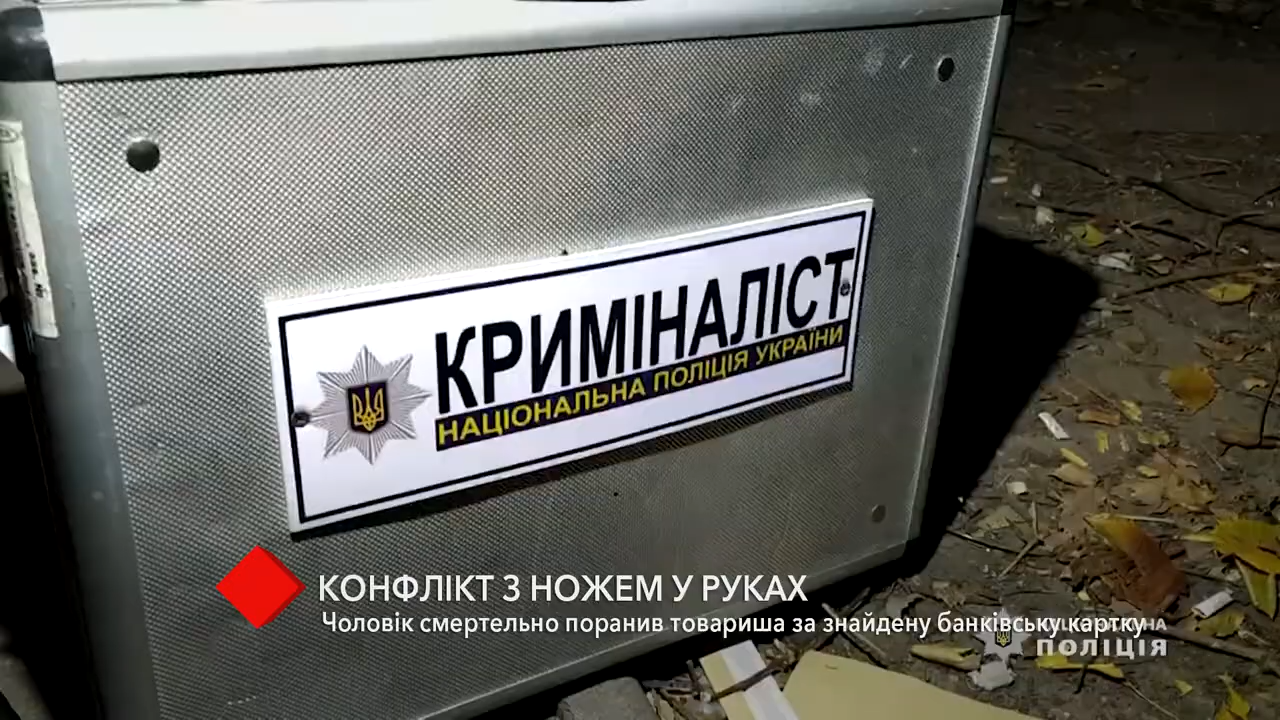 КРИМІНАЛІСТ
НАЦІОНАЛЬНА ПОЛІЦІЯ УКРАЇНИ
КОНФЛІКТ З НОЖЕМ У РУКАХ
Чоловік смертельно поранив товариша за знайдену банківську картку
ПОЛІЦІЯ